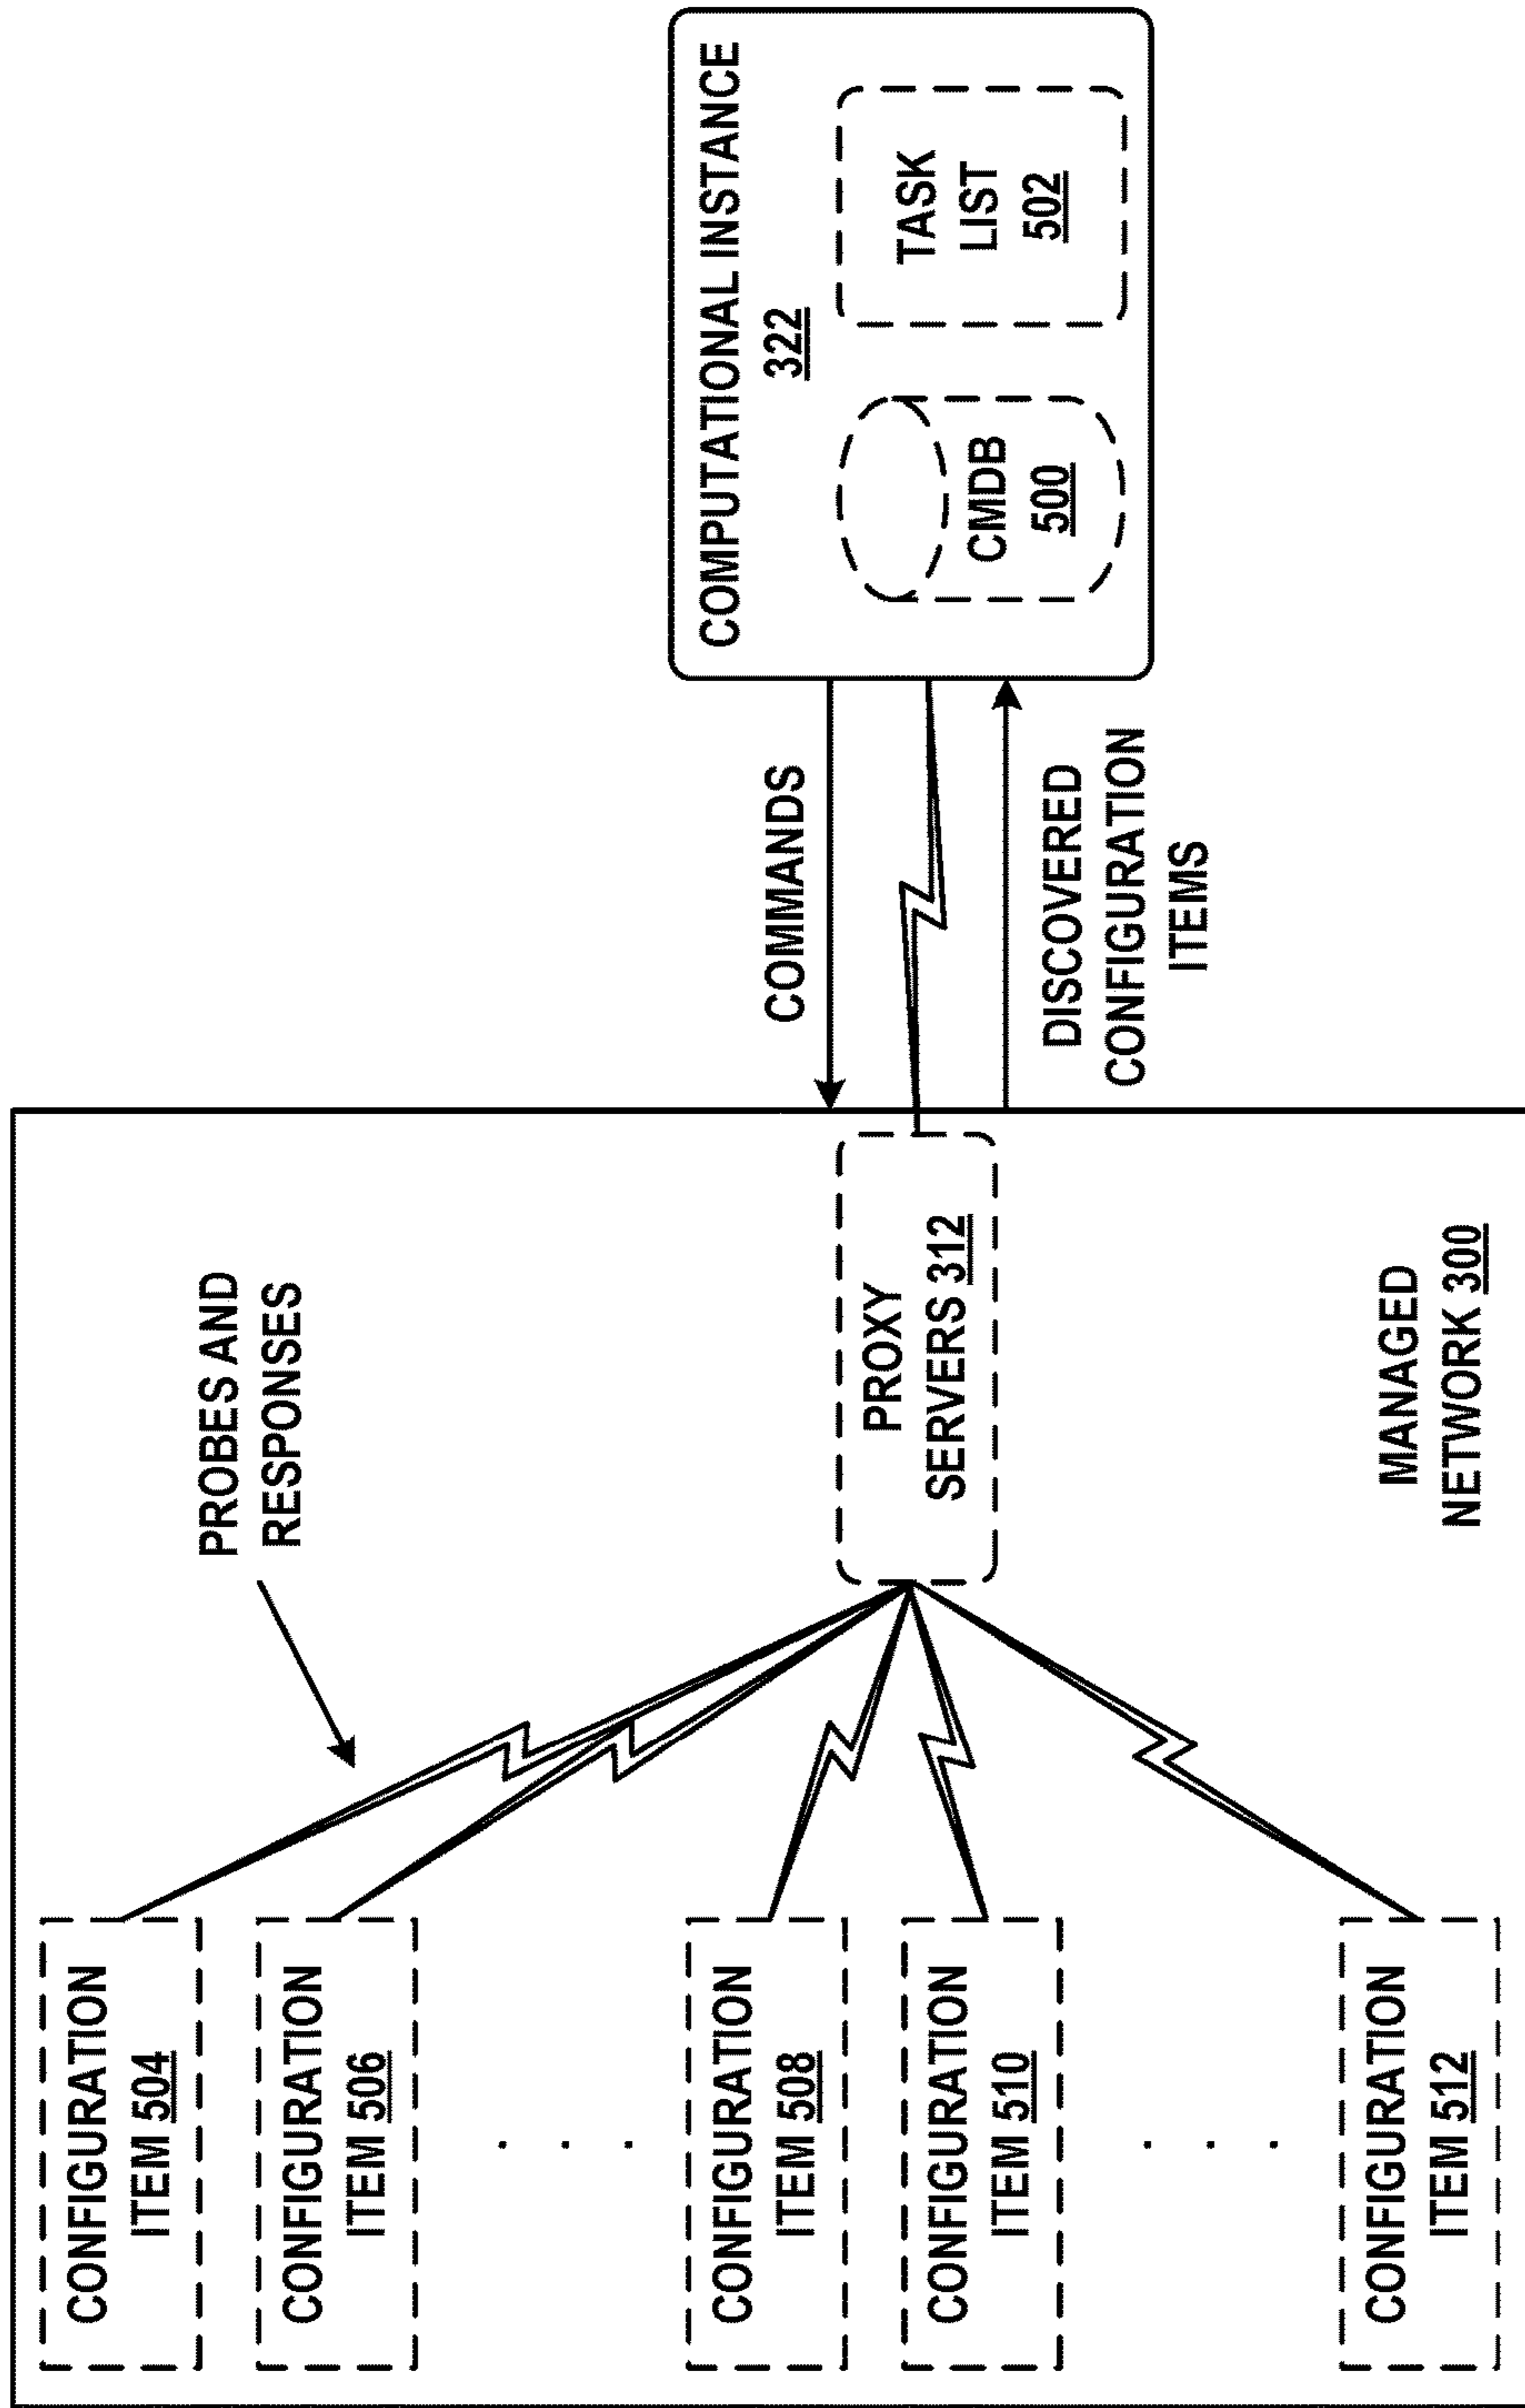 CONFIGURATION
ITEM 504
CONFIGURATION
ITEM 506
. . .
CONFIGURATION
ITEM 508
CONFIGURATION
ITEM 510
. . .
CONFIGURATION
ITEM 512
PROBES AND
RESPONSES
PROXY
SERVERS 312
MANAGED
NETWORK 300
COMMANDS
DISCOVERED
CONFIGURATION
ITEMS
COMPUTATIONAL INSTANCE
322
CMDB
500
TASK
LIST
502